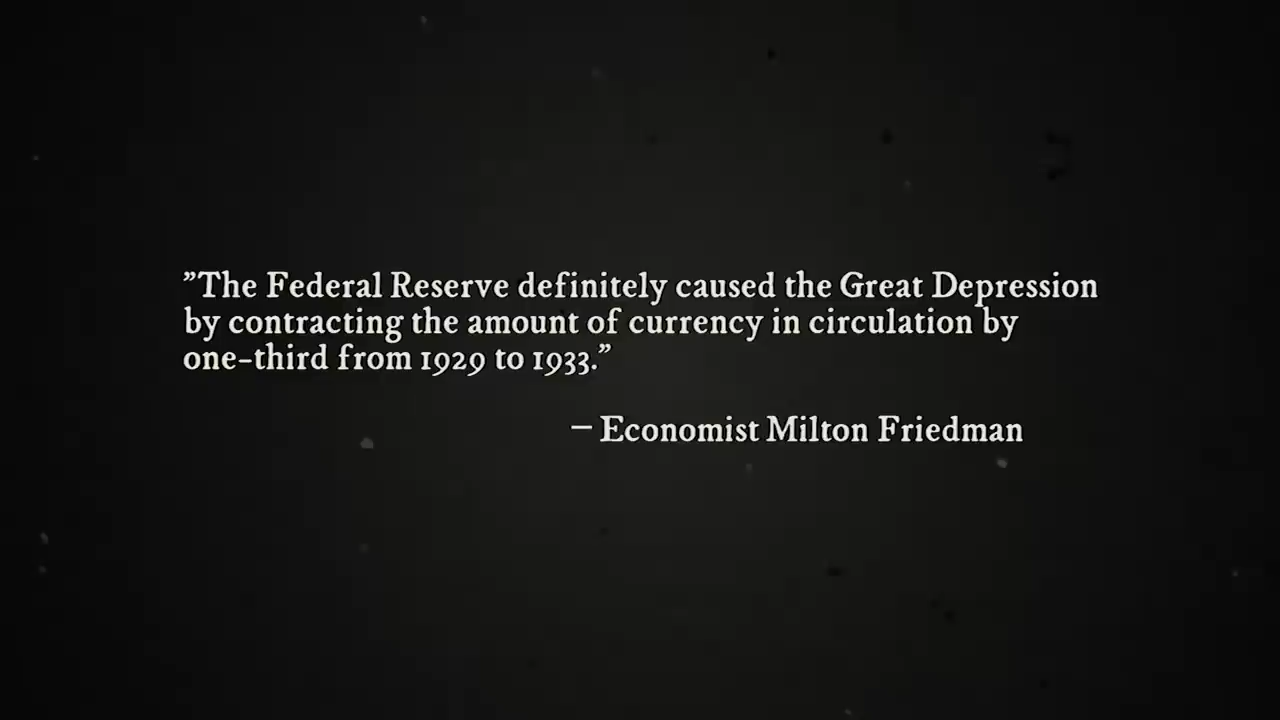 ”The Federal Reserve definitely caused the Great Depression
by contracting the amount of currency in circulation by
one-third from 1929 to 1933.”
– Economist Milton Friedman